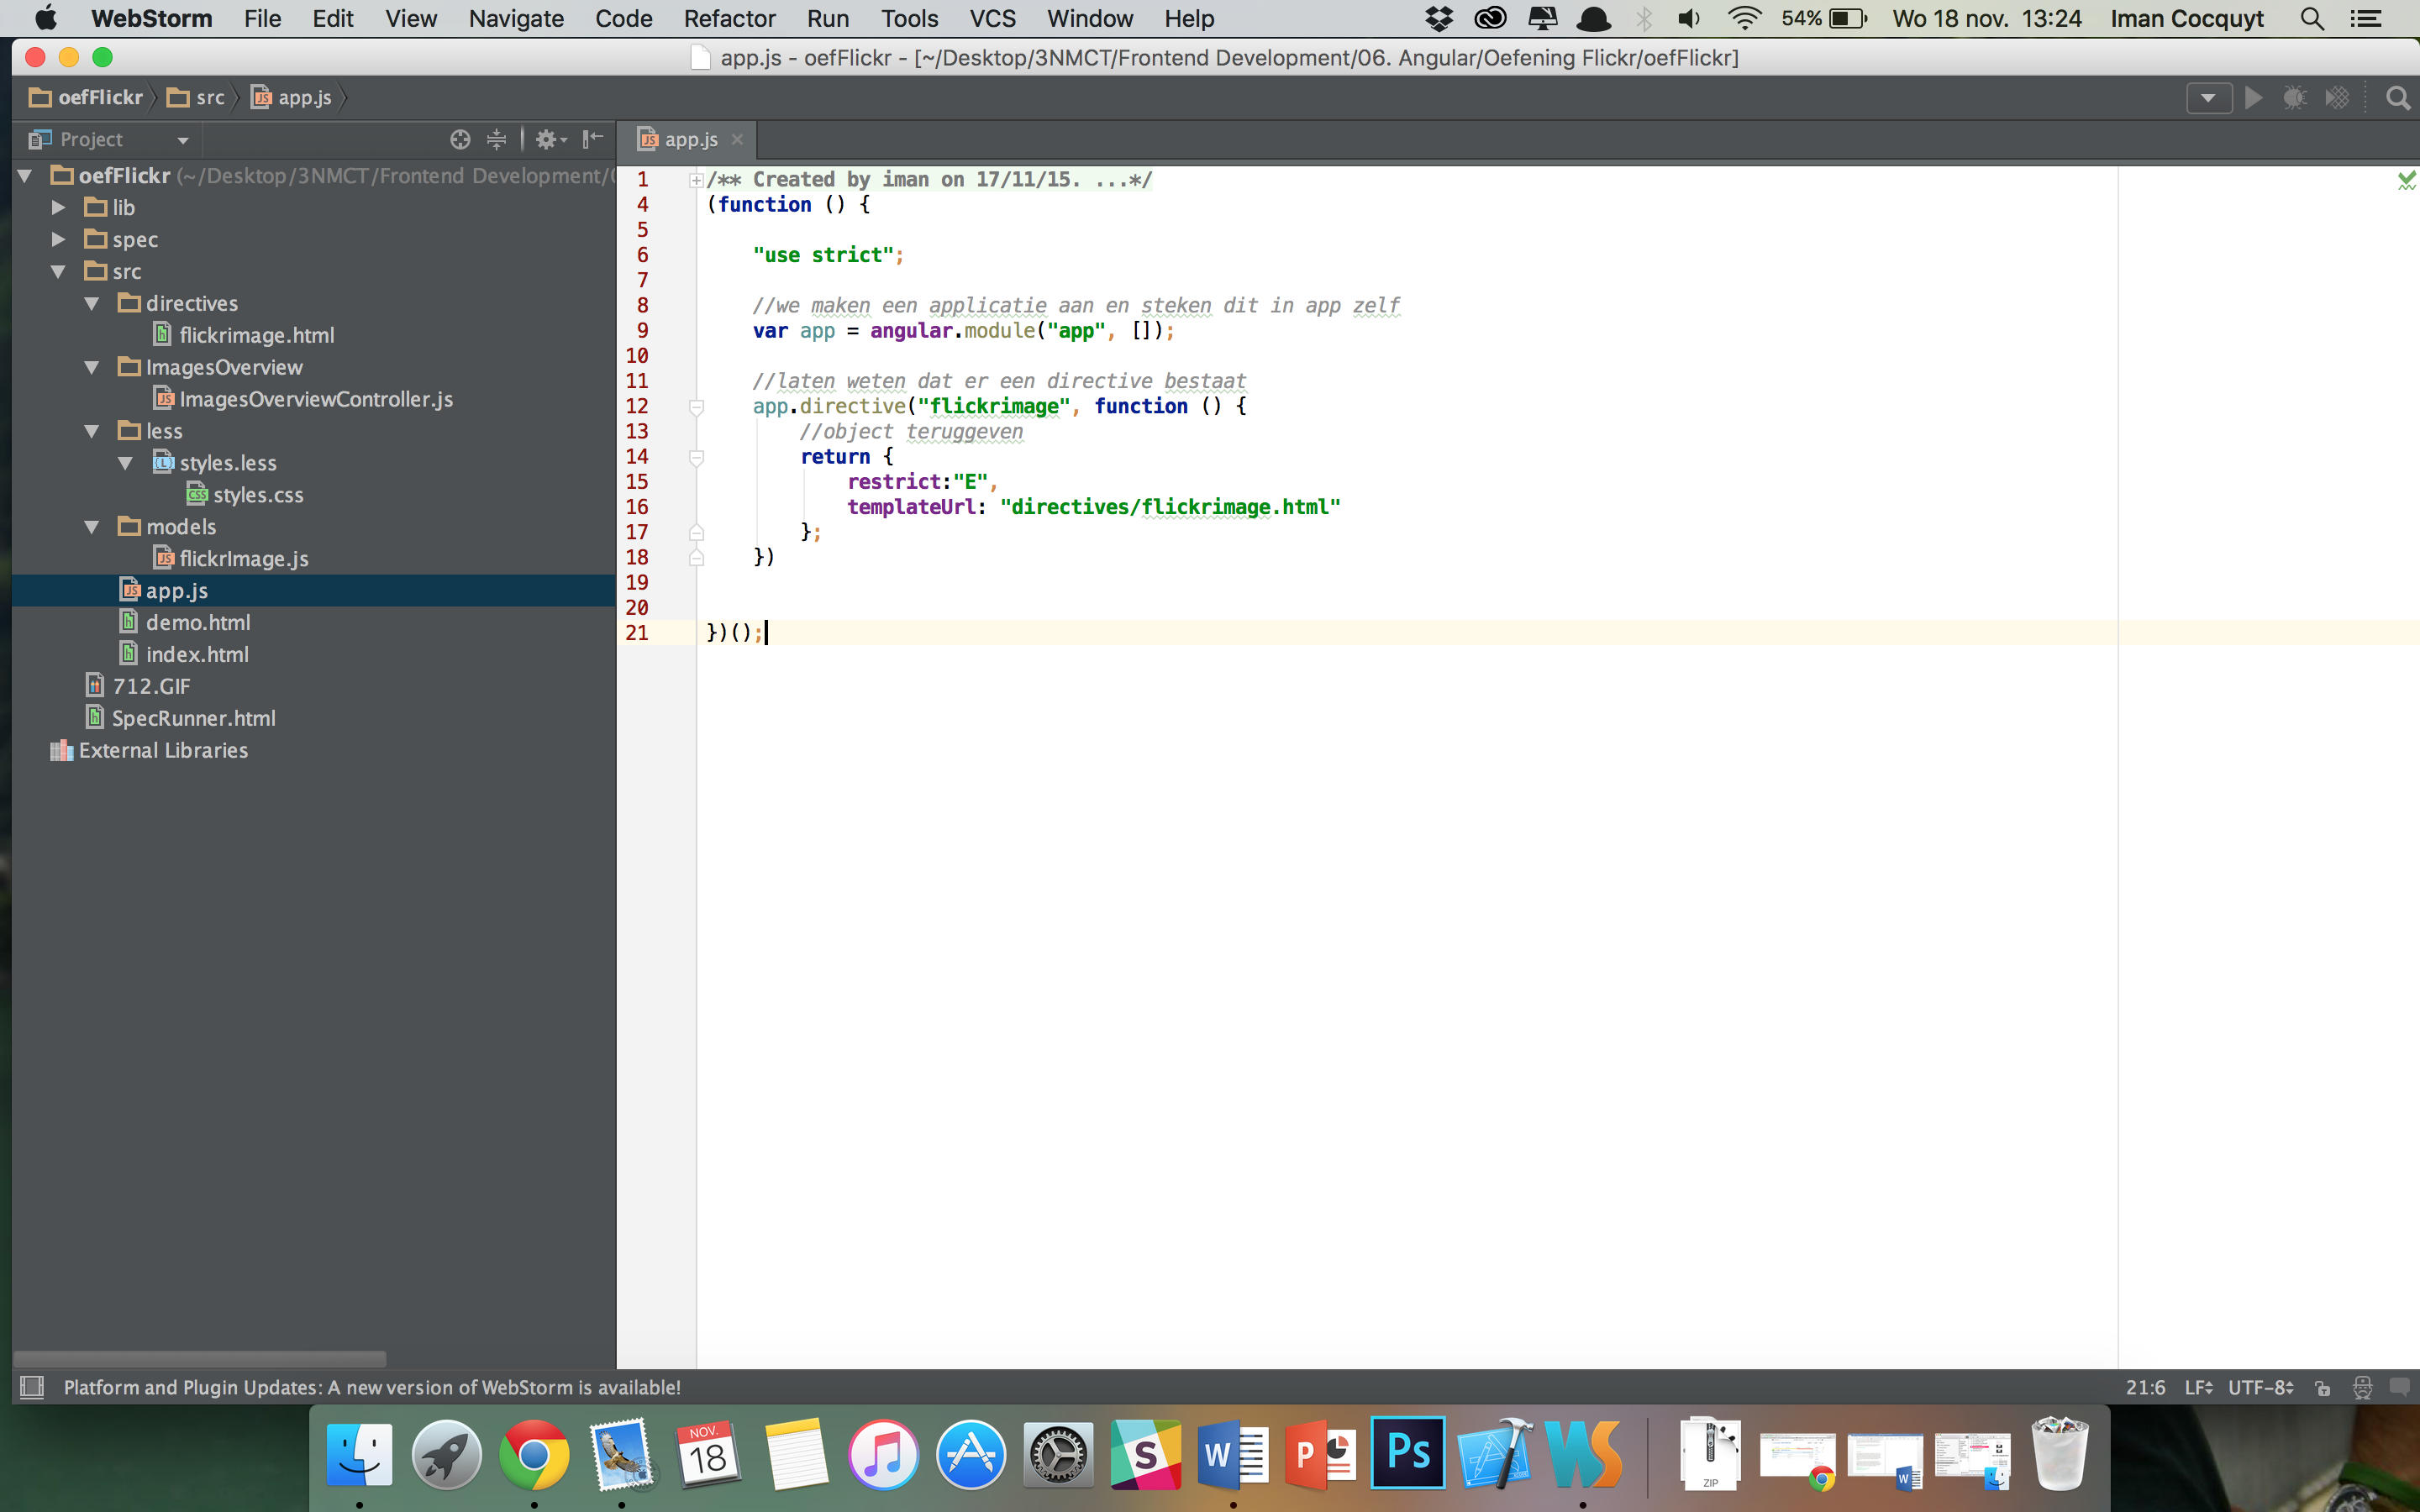 WebStorm File Edit View Navigate Code Refactor Run Tools VCS Window Help 54% Wo 18 nov. 13:24 Iman Cocquyt
app.js - oefFlickr - [~/Desktop/3NMCT/Frontend Development/06. Angular/Oefening Flickr/oefFlickr]
oefFlickr src app.js
Project
app.js
oefFlickr (~/Desktop/3NMCT/Frontend Development/
lib
spec
src
directives
flickrimage.html
ImagesOverview
ImagesOverviewController.js
less
styles.less
styles.css
models
flickrImage.js
app.js
demo.html
index.html
712.GIF
SpecRunner.html
External Libraries
1 /** Created by iman on 17/11/15. ...*/
4 (function () {
5
6 "use strict";
7
8 //we maken een applicatie aan en steken dit in app zelf
9 var app = angular.module("app", []);
10
11 //laten weten dat er een directive bestaat
12 app.directive("flickrimage", function () {
13 //object teruggeven
14 return {
15 restrict:"E",
16 templateUrl: "directives/flickrimage.html"
17 };
18 })
19
20
21 })();
Platform and Plugin Updates: A new version of WebStorm is available! 21:6 LF UTF-8
NOV.
18
S
W
P
Ps
WS
ZIP
W